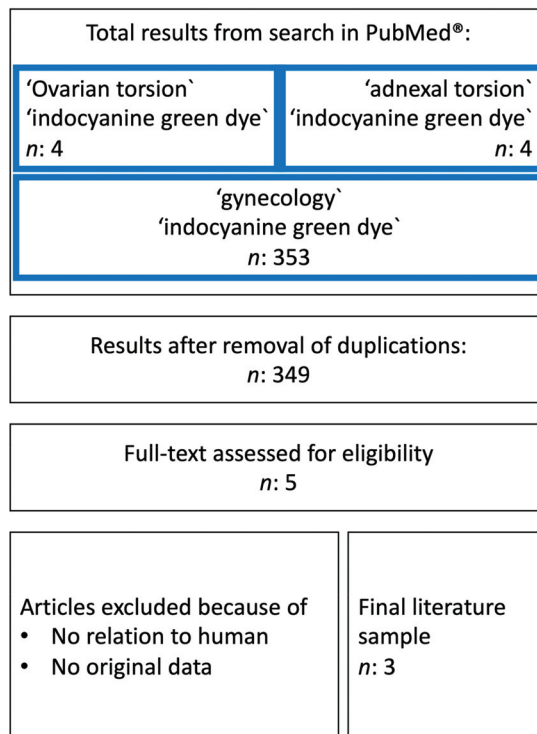 Total results from search in PubMed®:
‘Ovarian torsion`
‘indocyanine green dye`
n: 4
‘adnexal torsion`
‘indocyanine green dye`
n: 4
‘gynecology`
‘indocyanine green dye`
n: 353
Results after removal of duplications:
n: 349
Full-text assessed for eligibility
n: 5
Articles excluded because of
• No relation to human
• No original data
Final literature
sample
n: 3